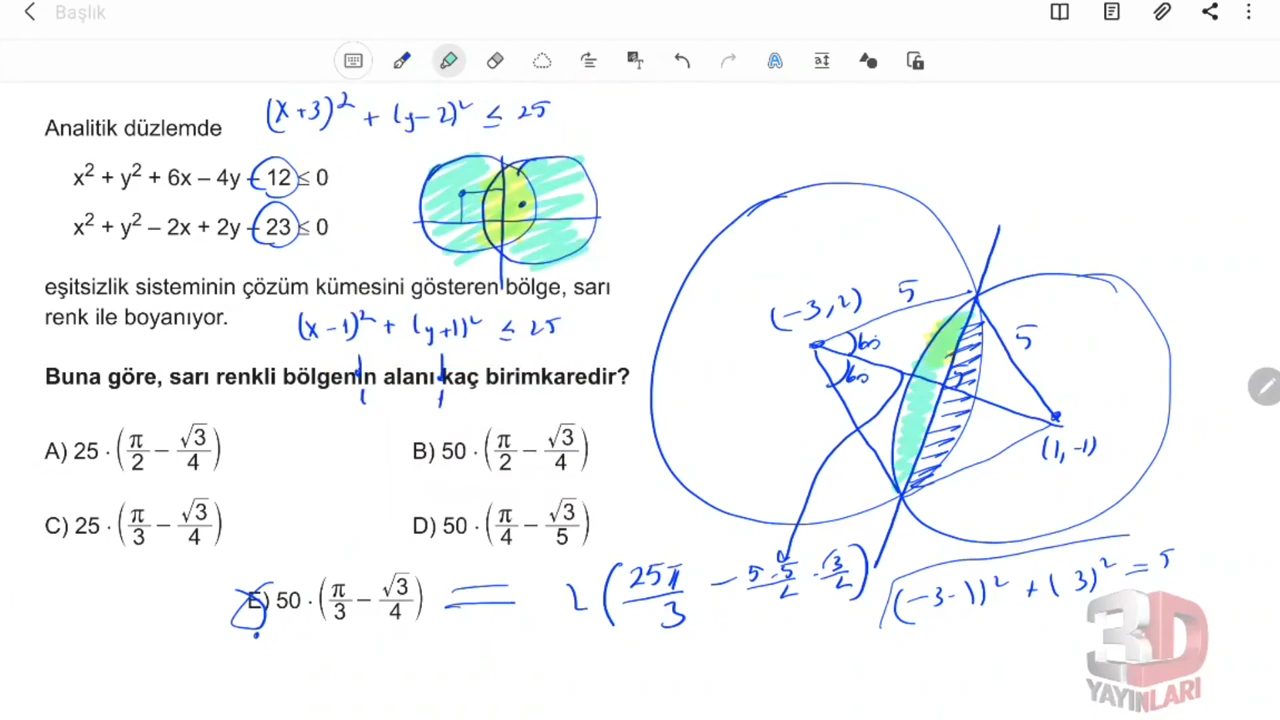 Başlık
(x+3)² + (y-2)² ≤ 25
Analitik düzlemde
x² + y² + 6x – 4y – 12 ≤ 0
x² + y² – 2x + 2y – 23 ≤ 0
eşitsizlik sisteminin çözüm kümesini gösteren bölge, sarı
renk ile boyanıyor.
(x-1)² + (y+1)² ≤ 25
Buna göre, sarı renkli bölgenin alanı kaç birimkaredir?
A) 25 · (π/2 – √3/4)
B) 50 · (π/2 – √3/4)
C) 25 · (π/3 – √3/4)
D) 50 · (π/4 – √3/5)
E) 50 · (π/3 – √3/4)
= 2 (25π/3 - 5.5/2 . √3/2)
(-3,2)
5
60
60
5
(1,-1)
√(-3-1)² + (3)² = 5
3D
YAYINLARI